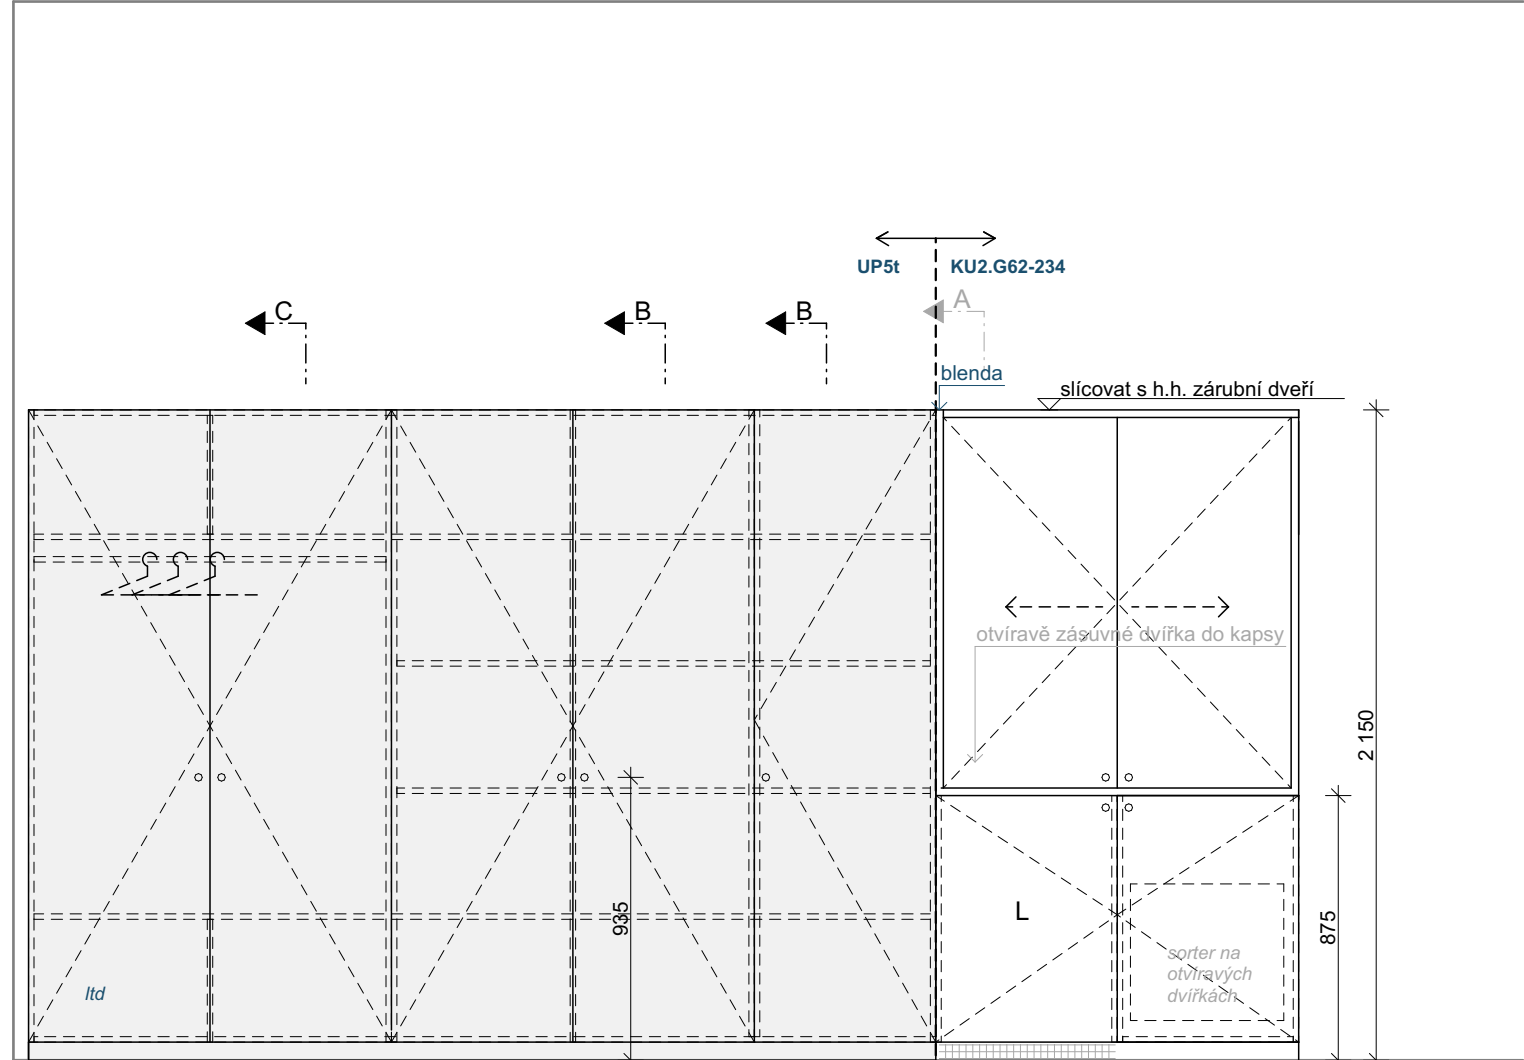 UP5t
KU2.G62-234
C
B
B
A
blenda
slícovat s h.h. zárubní dveří
otvíravě zásuvné dvířka do kapsy
2 150
935
L
875
sorter na
otvíravých
dvířkách
ltd